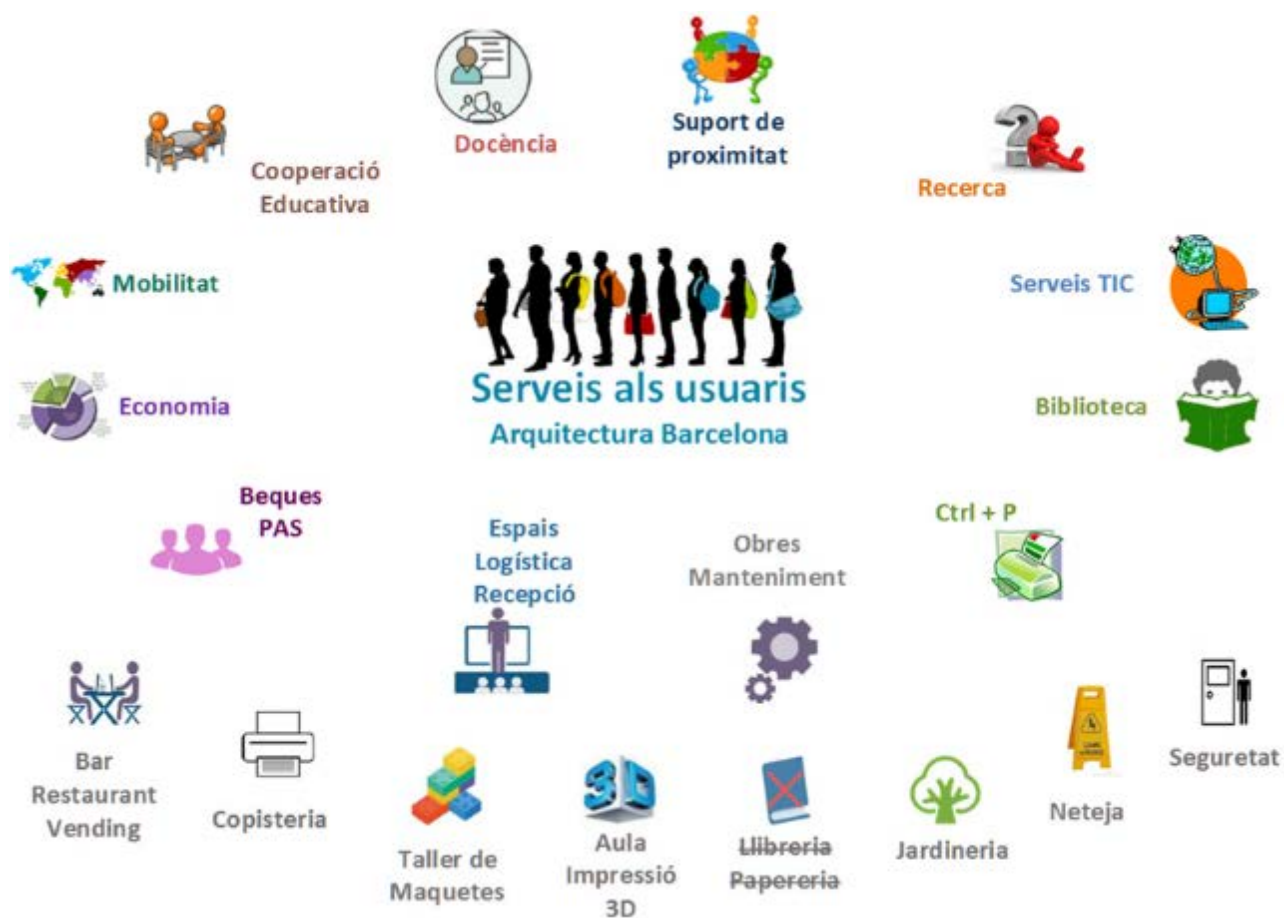 Docència
Suport de
proximitat
Cooperació
Educativa
Recerca
Mobilitat
Serveis TIC
Economia
Serveis als usuaris
Arquitectura Barcelona
Biblioteca
Beques
PAS
Espais
Logística
Recepció
Obres
Manteniment
Ctrl + P
Bar
Restaurant
Vending
Copisteria
Taller de
Maquetes
3D
Aula
Impressió
3D
Llibreria
Papereria
Jardineria
Neteja
Seguretat